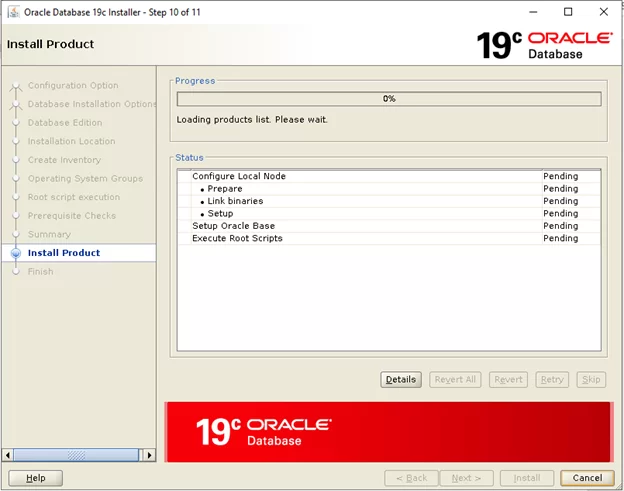 Oracle Database 19c Installer - Step 10 of 11
Install Product
19c ORACLE
Database
Configuration Option
Database Installation Options
Database Edition
Installation Location
Create Inventory
Operating System Groups
Root script execution
Prerequisite Checks
Summary
Install Product
Finish
Progress
0%
Loading products list. Please wait.
Status
Configure Local Node Pending
• Prepare Pending
• Link binaries Pending
• Setup Pending
Setup Oracle Base Pending
Execute Root Scripts Pending
Details Revert All Revert Retry Skip
19c ORACLE
Database
Help < Back Next > Install Cancel